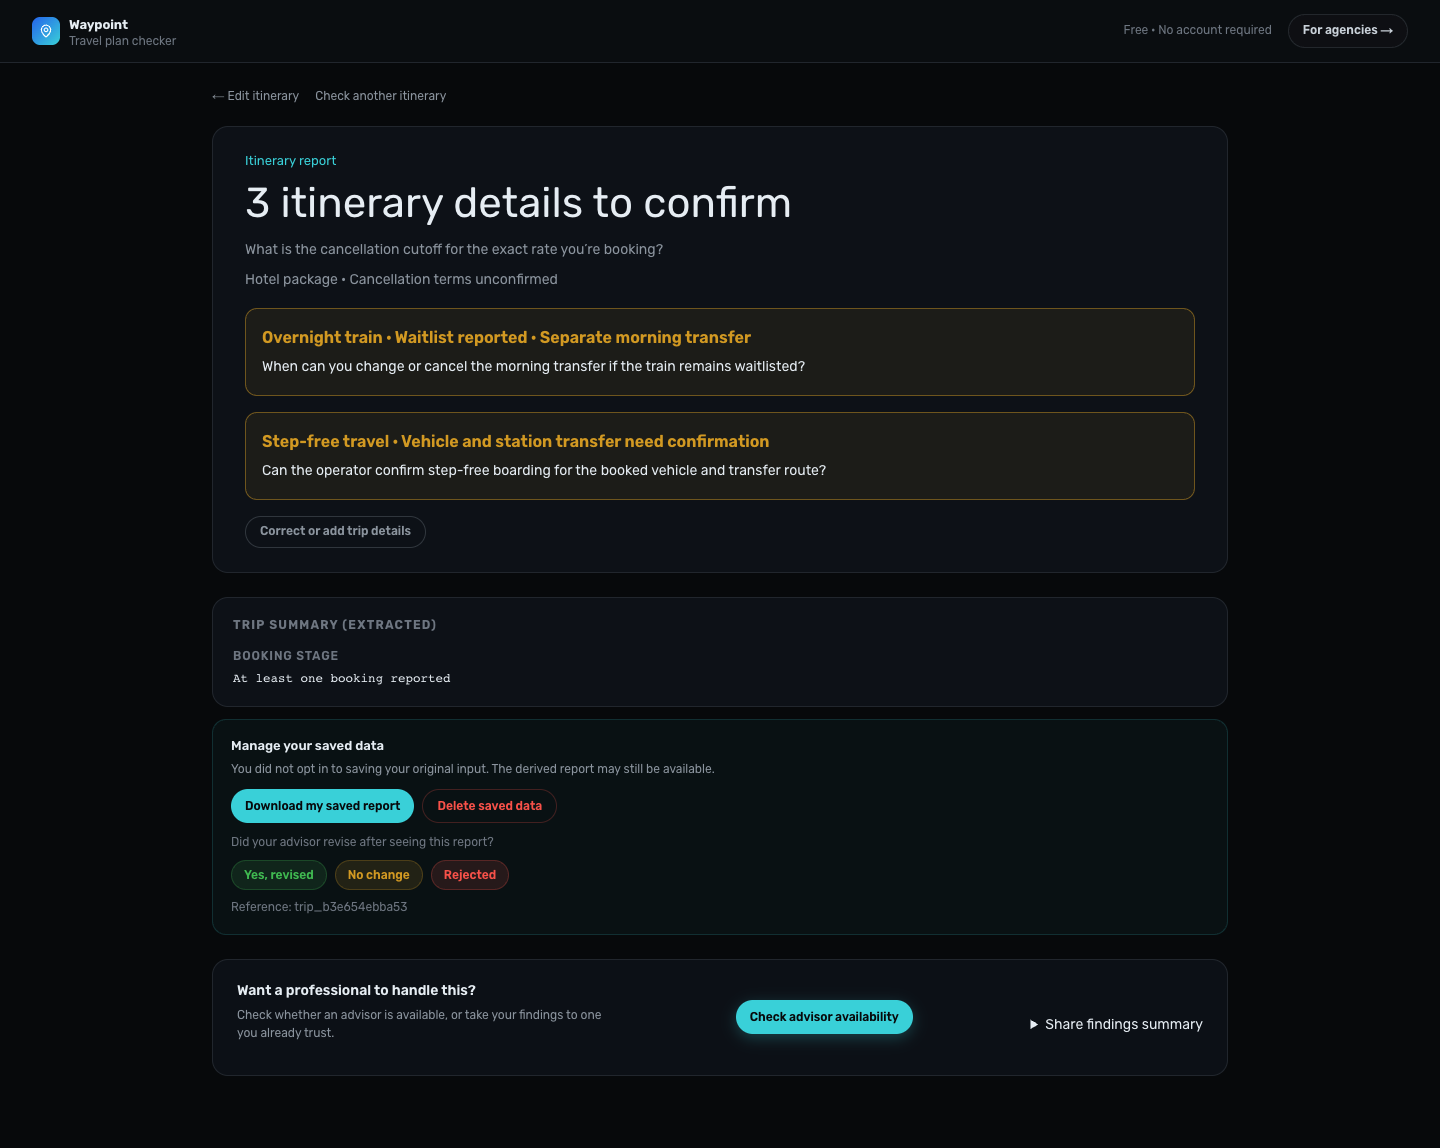 Waypoint
Travel plan checker
Free • No account required
For agencies →
← Edit itinerary
Check another itinerary
Itinerary report
3 itinerary details to confirm
What is the cancellation cutoff for the exact rate you’re booking?
Hotel package • Cancellation terms unconfirmed
Overnight train • Waitlist reported • Separate morning transfer
When can you change or cancel the morning transfer if the train remains waitlisted?
Step-free travel • Vehicle and station transfer need confirmation
Can the operator confirm step-free boarding for the booked vehicle and transfer route?
Correct or add trip details
TRIP SUMMARY (EXTRACTED)
BOOKING STAGE
At least one booking reported
Manage your saved data
You did not opt in to saving your original input. The derived report may still be available.
Download my saved report
Delete saved data
Did your advisor revise after seeing this report?
Yes, revised
No change
Rejected
Reference: trip_b3e654ebba53
Want a professional to handle this?
Check whether an advisor is available, or take your findings to one
you already trust.
Check advisor availability
▶ Share findings summary